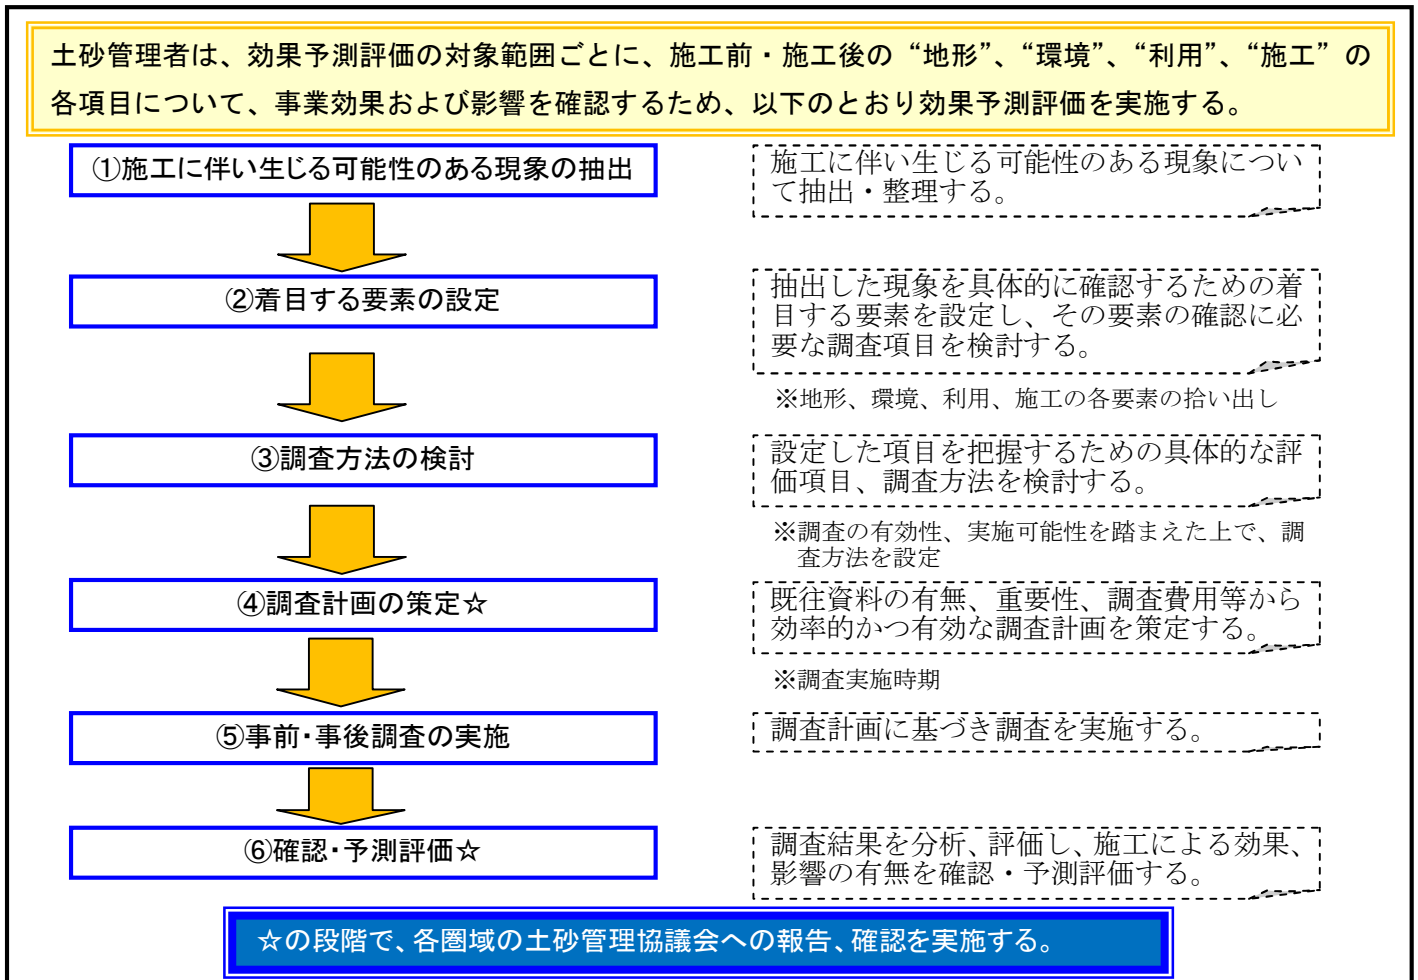 土砂管理者は、効果予測評価の対象範囲ごとに、施工前・施工後の“地形”、“環境”、“利用”、“施工”の
各項目について、事業効果および影響を確認するため、以下のとおり効果予測評価を実施する。
①施工に伴い生じる可能性のある現象の抽出
施工に伴い生じる可能性のある現象につい
て抽出・整理する。
②着目する要素の設定
抽出した現象を具体的に確認するための着
目する要素を設定し、その要素の確認に必
要な調査項目を検討する。
※地形、環境、利用、施工の各要素の拾い出し
③調査方法の検討
設定した項目を把握するための具体的な評
価項目、調査方法を検討する。
※調査の有効性、実施可能性を踏まえた上で、調
査方法を設定
④調査計画の策定☆
既往資料の有無、重要性、調査費用等から
効率的かつ有効な調査計画を策定する。
※調査実施時期
⑤事前・事後調査の実施
調査計画に基づき調査を実施する。
⑥確認・予測評価☆
調査結果を分析、評価し、施工による効果、
影響の有無を確認・予測評価する。
☆の段階で、各圏域の土砂管理協議会への報告、確認を実施する。